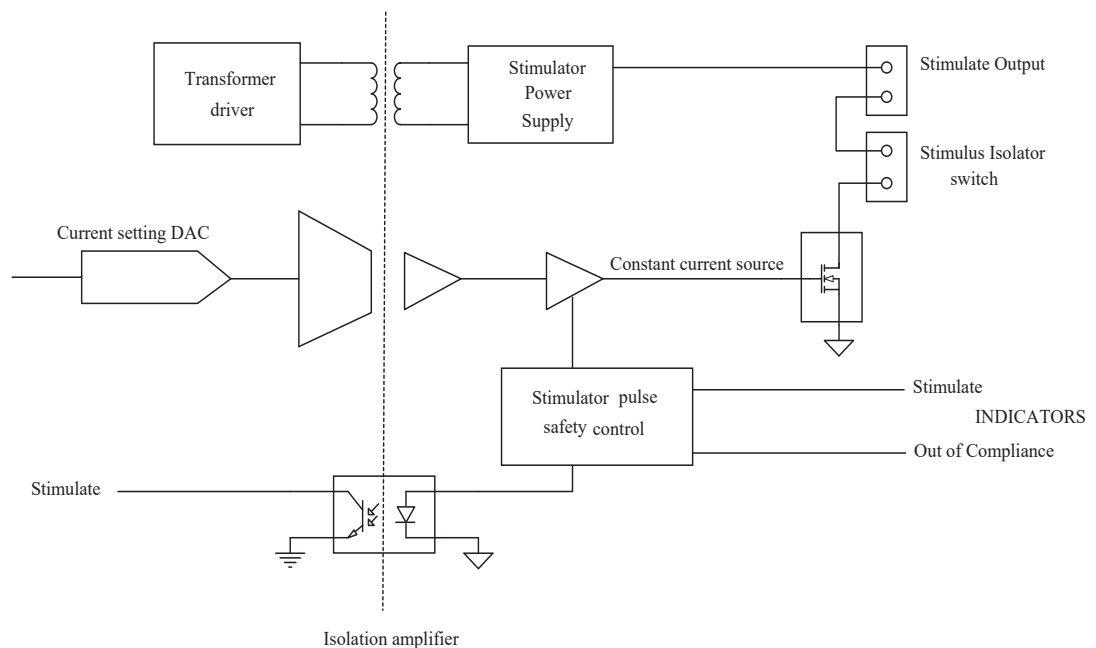 Transformer
driver
Stimulator
Power
Supply
Stimulate Output
Stimulus Isolator
switch
Current setting DAC
Constant current source
Stimulator pulse
safety control
Stimulate
INDICATORS
Out of Compliance
Stimulate
Isolation amplifier